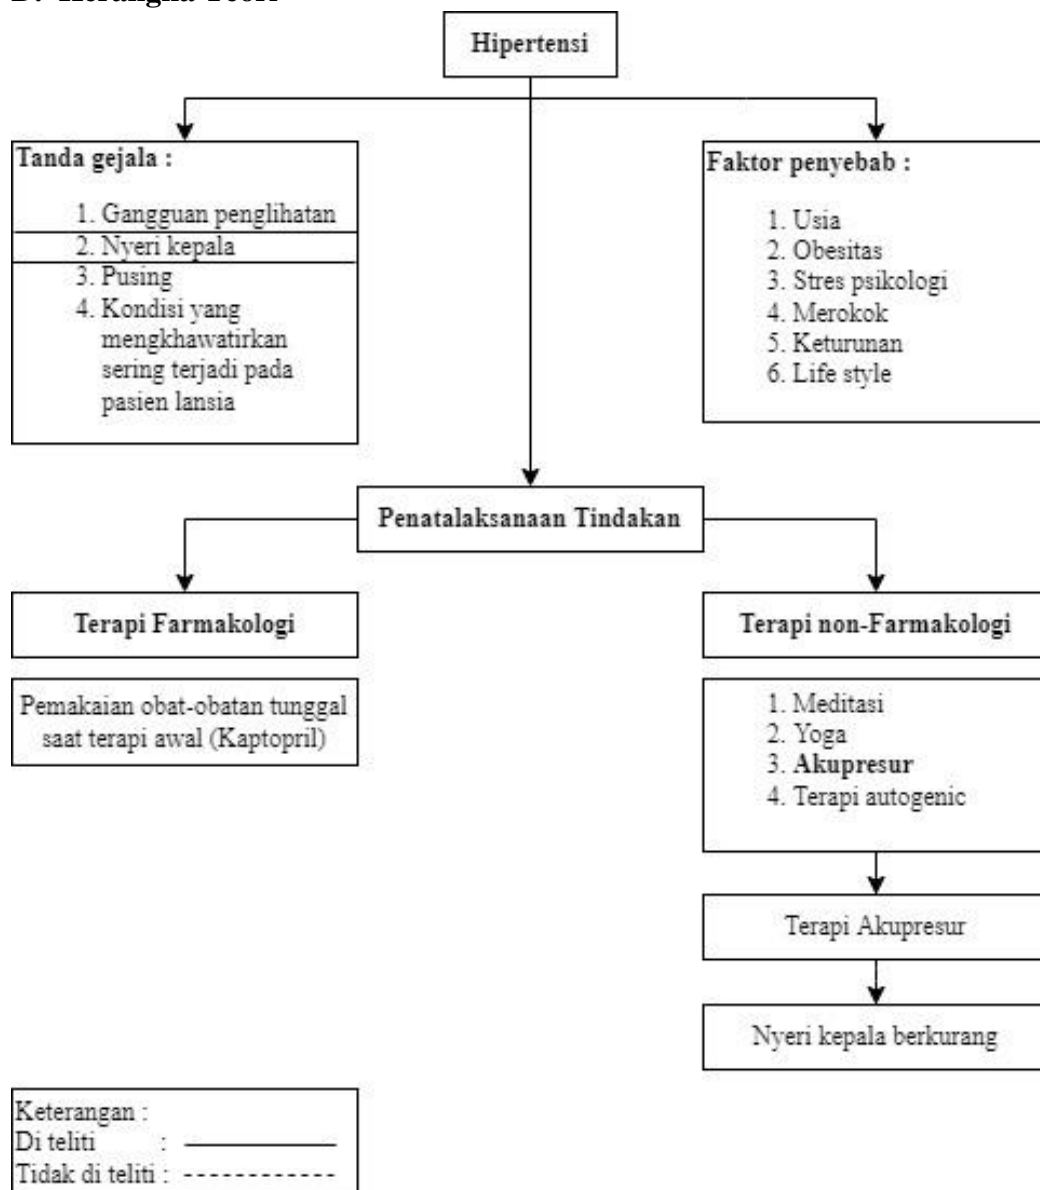 Hipertensi
Tanda gejala :
1. Gangguan penglihatan
2. Nyeri kepala
3. Pusing
4. Kondisi yang
mengkhawatirkan
sering terjadi pada
pasien lansia
Faktor penyebab :
1. Usia
2. Obesitas
3. Stres psikologi
4. Merokok
5. Keturunan
6. Life style
Penatalaksanaan Tindakan
Terapi Farmakologi
Pemakaian obat-obatan tunggal
saat terapi awal (Kaptopril)
Terapi non-Farmakologi
1. Meditasi
2. Yoga
3. Akupresur
4. Terapi autogenic
Terapi Akupresur
Nyeri kepala berkurang
Keterangan :
Di teliti :
Tidak di teliti :